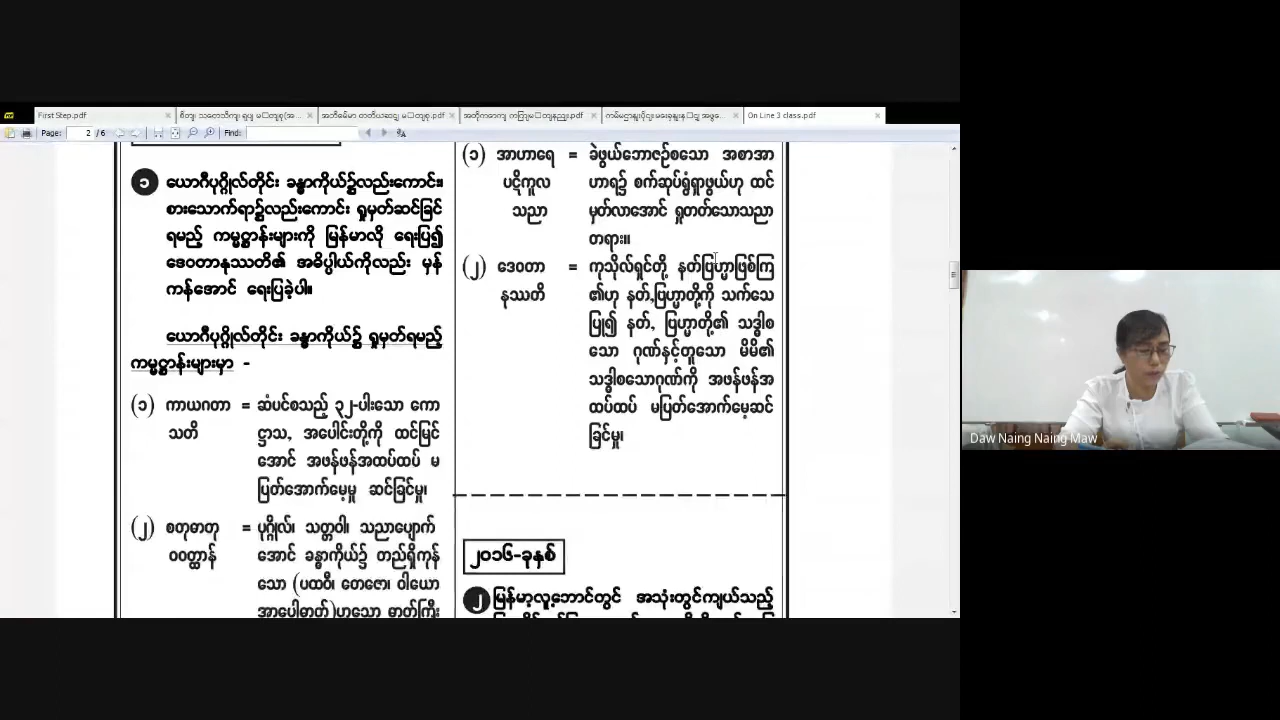 First Step.pdf
On Line 3 class.pdf
Page: 2 / 6 Find:
၁ ယောဂီပုဂ္ဂိုလ်တိုင်း ခန္ဓာကိုယ်၌လည်းကောင်း၊
စားသောက်ရာ၌လည်းကောင်း ရှုမှတ်ဆင်ခြင်
ရမည့် ကမ္မဋ္ဌာန်းများကို မြန်မာလို ရေးပြ၍
ဒေဝတာနုဿတိ၏ အဓိပ္ပါယ်ကိုလည်း မှန်
ကန်အောင် ရေးပြခဲ့ပါ။
ယောဂီပုဂ္ဂိုလ်တိုင်း ခန္ဓာကိုယ်၌ ရှုမှတ်ရမည့်
ကမ္မဋ္ဌာန်းများမှာ -
(၁) ကာယဂတာ = ဆံပင်စသည့် ၃၂-ပါးသော ကော
သတိ ဋ္ဌာသ, အပေါင်းတို့ကို ထင်မြင်
အောင် အဖန်ဖန်အထပ်ထပ် မ
ပြတ်အောက်မေ့မှု ဆင်ခြင်မှု၊
(၂) စတုဓာတု = ပုဂ္ဂိုလ်၊ သတ္တဝါ၊ သညာပျောက်
ဝဝတ္ထာန် အောင် ခန္ဓာကိုယ်၌ တည်ရှိကုန်
သော (ပထဝီ၊ တေဇော၊ ဝါယော
အာပေါဓာတ်)ဟူသော ဓာတ်ကြီး
(၁) အာဟာရေ = ခဲဖွယ်ဘောဇဉ်စသော အစာအာ
ပဋိကူလ ဟာရ၌ စက်ဆုပ်ရွံရှာဖွယ်ဟု ထင်
သညာ မှတ်လာအောင် ရှုတတ်သောသညာ
တရား။
(၂) ဒေဝတာ = ကုသိုလ်ရှင်တို့ နတ်ဗြဟ္မာဖြစ်ကြ
နုဿတိ ၏ဟု နတ်,ဗြဟ္မာတို့ကို သက်သေ
ပြု၍ နတ်, ဗြဟ္မာတို့၏ သဒ္ဓါစ
သော ဂုဏ်နှင့်တူသော မိမိ၏
သဒ္ဓါစသောဂုဏ်ကို အဖန်ဖန်အ
ထပ်ထပ် မပြတ်အောက်မေ့ဆင်
ခြင်မှု၊
၂၀၁၆-ခုနှစ်
၂ မြန်မာ့လူ့ဘောင်တွင် အသုံးတွင်ကျယ်သည့်
Daw Naing Naing Maw